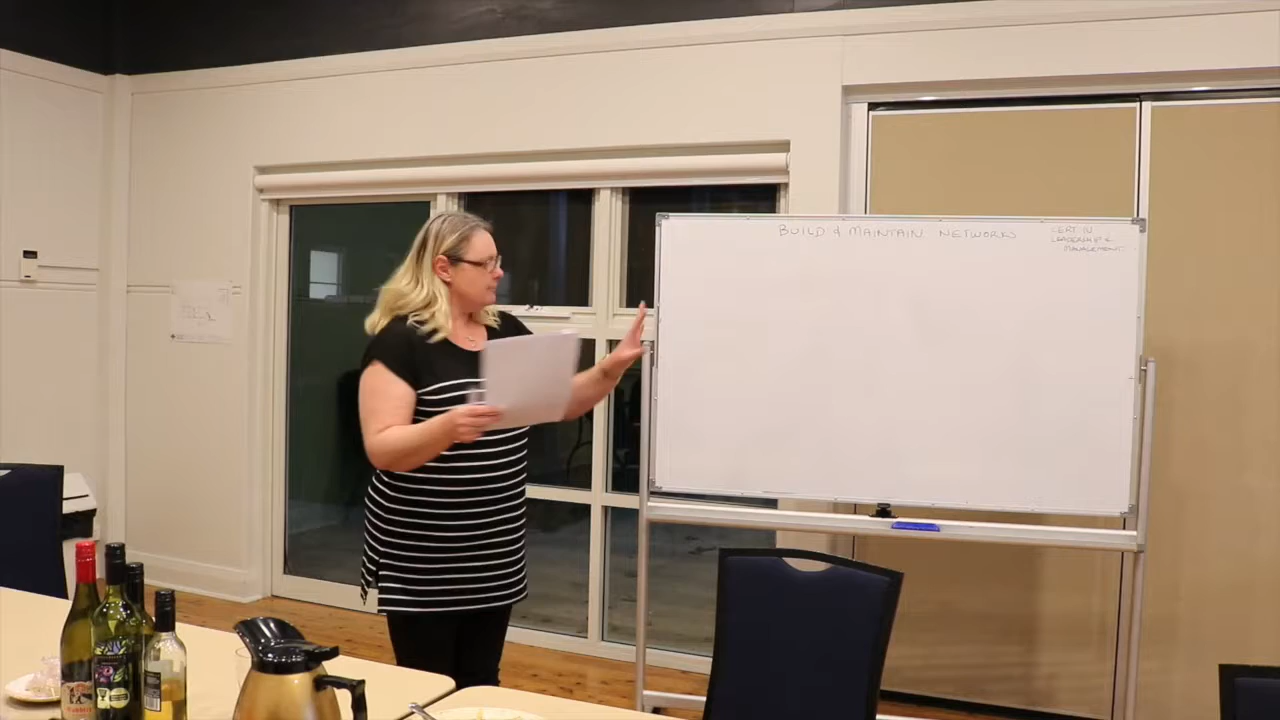 BUILD & MAINTAIN NETWORKS
CERT IV
LEADERSHIP &
MANAGEMENT